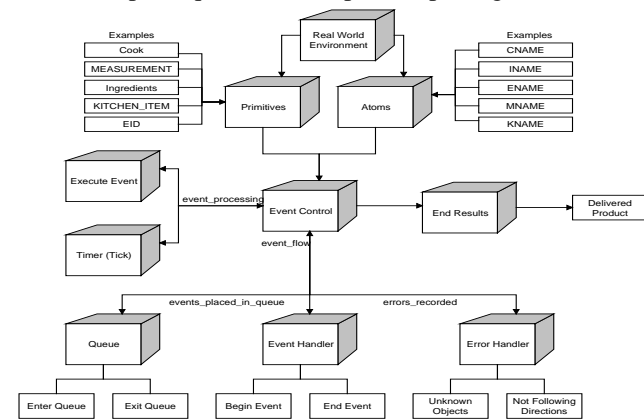 Examples
Cook
MEASUREMENT
Ingredients
KITCHEN_ITEM
EID
Real World
Environment
Examples
CNAME
INAME
ENAME
MNAME
KNAME
Primitives
Atoms
Execute Event
Timer (Tick)
event_processing
Event Control
event_flow
End Results
Delivered
Product
events_placed_in_queue
errors_recorded
Queue
Event Handler
Error Handler
Enter Queue
Exit Queue
Begin Event
End Event
Unknown
Objects
Not Following
Directions